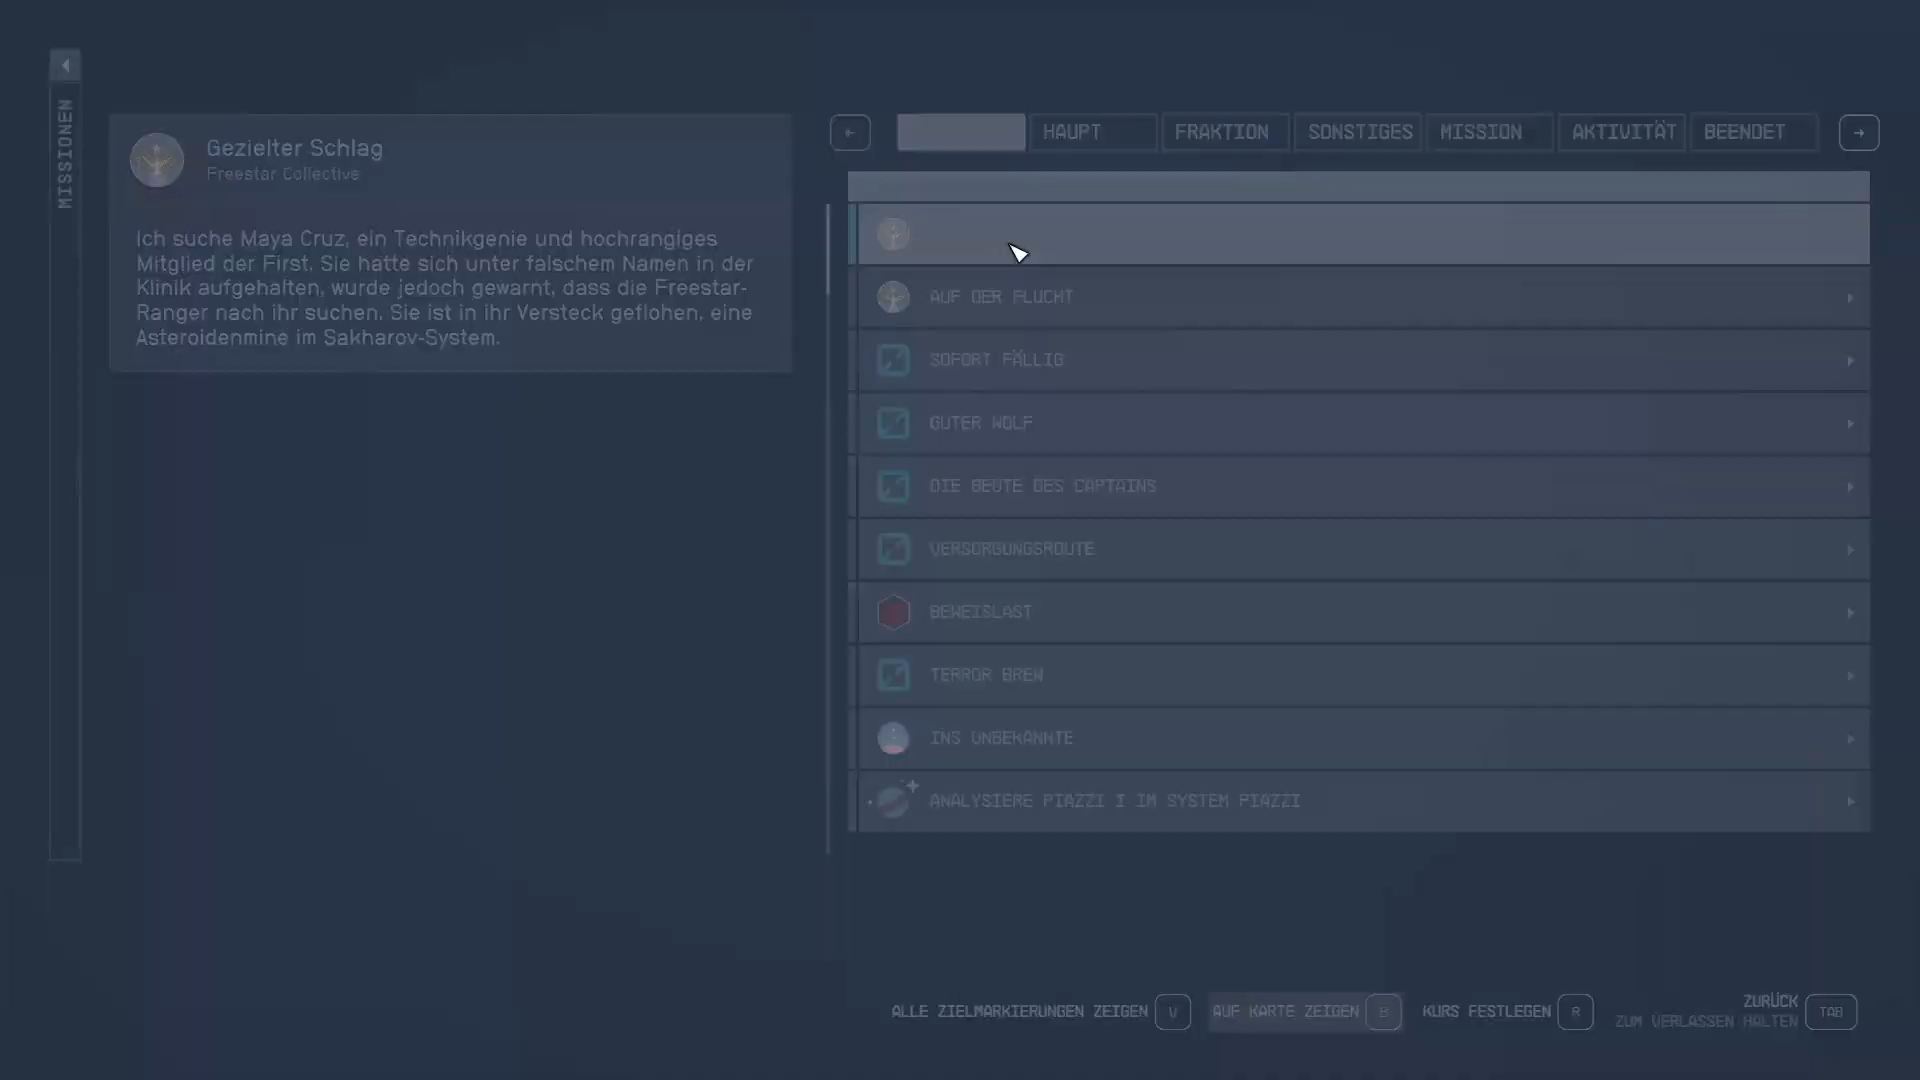 MISSIONEN
Gezielter Schlag
Freestar Collective
Ich suche Maya Cruz, ein Technikgenie und hochrangiges
Mitglied der First. Sie hatte sich unter falschem Namen in der
Klinik aufgehalten, wurde jedoch gewarnt, dass die Freestar-
Ranger nach ihr suchen. Sie ist in ihr Versteck geflohen, eine
Asteroidenmine im Sakharov-System.
HAUPT
FRAKTION
SONSTIGES
MISSION
AKTIVITÄT
BEENDET
AUF DER FLUCHT
SOFORT FÄLLIG
GUTER WOLF
DIE BEUTE DES CAPTAINS
VERSORGUNGSROUTE
BEWEISLAST
TERROR BREW
INS UNBEKANNTE
ANALYSIERE PIAZZI I IM SYSTEM PIAZZI
ALLE ZIELMARKIERUNGEN ZEIGEN
AUF KARTE ZEIGEN
KURS FESTLEGEN R
ZURÜCK
ZUM VERLASSEN HALTEN TAB